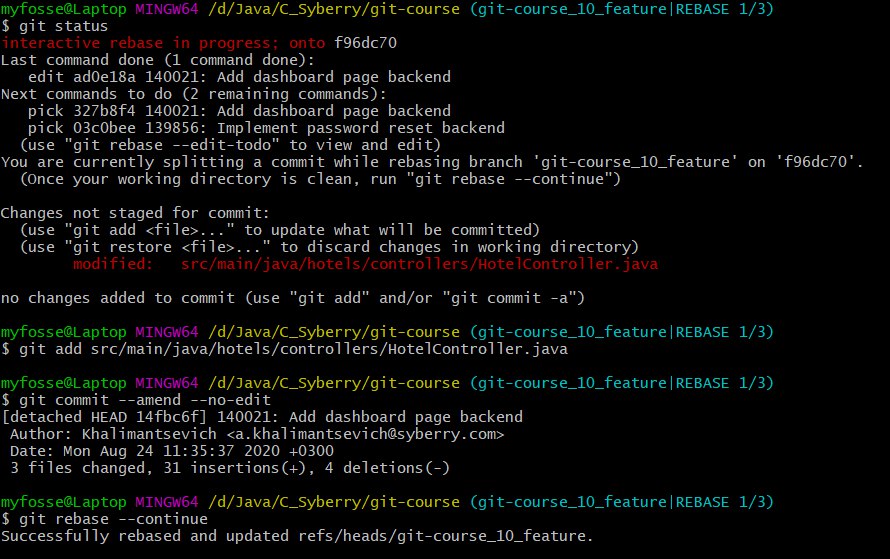 myfosse@Laptop MINGW64 /d/Java/C_Syberry/git-course (git-course_10_feature|REBASE 1/3)
$ git status
interactive rebase in progress; onto f96dc70
Last command done (1 command done):
   edit ad0e18a 140021: Add dashboard page backend
Next commands to do (2 remaining commands):
   pick 327b8f4 140021: Add dashboard page backend
   pick 03c0bee 139856: Implement password reset backend
  (use "git rebase --edit-todo" to view and edit)
You are currently splitting a commit while rebasing branch 'git-course_10_feature' on 'f96dc70'.
  (Once your working directory is clean, run "git rebase --continue")

Changes not staged for commit:
  (use "git add <file>..." to update what will be committed)
  (use "git restore <file>..." to discard changes in working directory)
        modified:   src/main/java/hotels/controllers/HotelController.java

no changes added to commit (use "git add" and/or "git commit -a")

myfosse@Laptop MINGW64 /d/Java/C_Syberry/git-course (git-course_10_feature|REBASE 1/3)
$ git add src/main/java/hotels/controllers/HotelController.java

myfosse@Laptop MINGW64 /d/Java/C_Syberry/git-course (git-course_10_feature|REBASE 1/3)
$ git commit --amend --no-edit
[detached HEAD 14fbc6f] 140021: Add dashboard page backend
 Author: Khalimantsevich <a.khalimantsevich@syberry.com>
 Date: Mon Aug 24 11:35:37 2020 +0300
 3 files changed, 31 insertions(+), 4 deletions(-)

myfosse@Laptop MINGW64 /d/Java/C_Syberry/git-course (git-course_10_feature|REBASE 1/3)
$ git rebase --continue
Successfully rebased and updated refs/heads/git-course_10_feature.